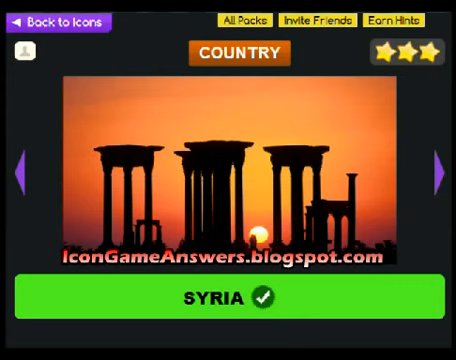 Back to Icons
All Packs
Invite Friends
Earn Hints
COUNTRY
IconGameAnswers.blogspot.com
SYRIA